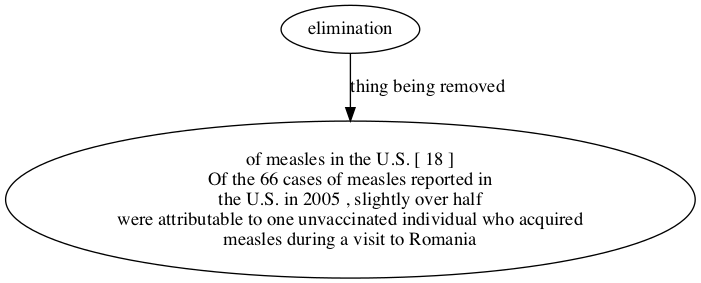 elimination
thing being removed
of measles in the U.S. [ 18 ]
Of the 66 cases of measles reported in
the U.S. in 2005 , slightly over half
were attributable to one unvaccinated individual who acquired
measles during a visit to Romania